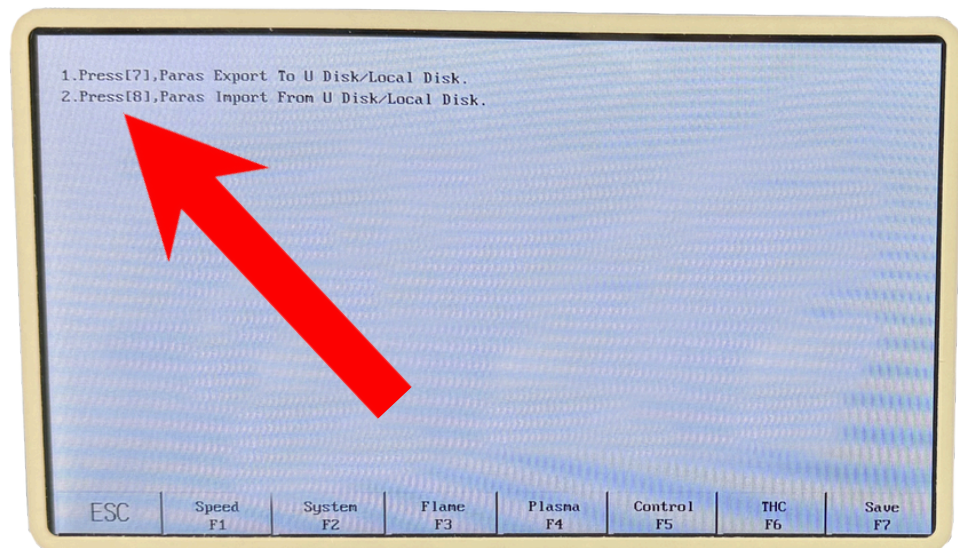 1.Press[7],Paras Export To U Disk/Local Disk.
2.Press[8],Paras Import From U Disk/Local Disk.
ESC
Speed System Flame Plasma Control THC Save
F1 F2 F3 F4 F5 F6 F7